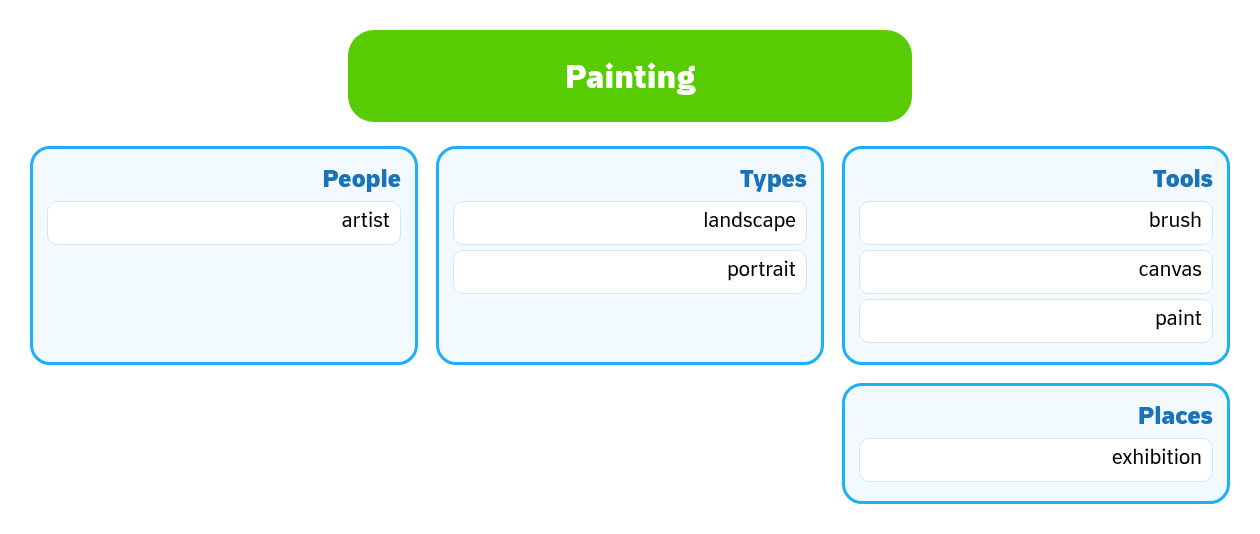 Painting
Tools
brush
canvas
paint
Types
landscape
portrait
People
artist
Places
exhibition